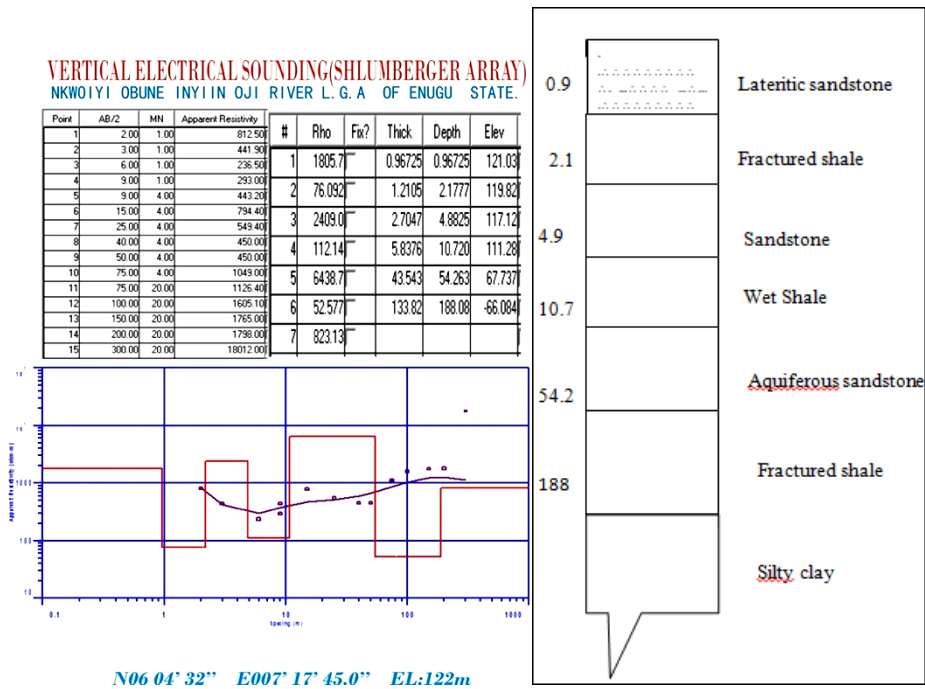 VERTICAL ELECTRICAL SOUNDING(SHLUMBERGER ARRAY)
NKWOIYI OBUNE INYIIN OJI RIVER L.G.A OF ENUGU STATE.
Point AB/2 MN Apparent Resistivity
1 2.00 1.00 812.50
2 3.00 1.00 441.90
3 6.00 1.00 236.50
4 9.00 1.00 293.00
5 9.00 4.00 443.20
6 15.00 4.00 794.40
7 25.00 4.00 549.40
8 40.00 4.00 450.00
9 50.00 4.00 450.00
10 75.00 4.00 1049.00
11 75.00 20.00 1126.40
12 100.00 20.00 1605.10
13 150.00 20.00 1765.00
14 200.00 20.00 1798.00
15 300.00 20.00 18012.00
# Rho Fix? Thick Depth Elev
1 1805.7 0.96725 0.96725 121.03
2 76.092 1.2105 2.1777 119.82
3 2409.0 2.7047 4.8825 117.12
4 112.14 5.8376 10.720 111.28
5 6438.7 43.543 54.263 67.737
6 52.577 133.82 188.08 -66.084
7 823.13
Apparent Resistivity (ohm-m)
1000
100
10
0.1 1 10 100 1000
Spacing (m)
N06 04' 32" E007' 17' 45.0" EL:122m
0.9 Lateritic sandstone
2.1 Fractured shale
4.9 Sandstone
10.7 Wet Shale
54.2 Aquiferous sandstone
188 Fractured shale
Silty clay